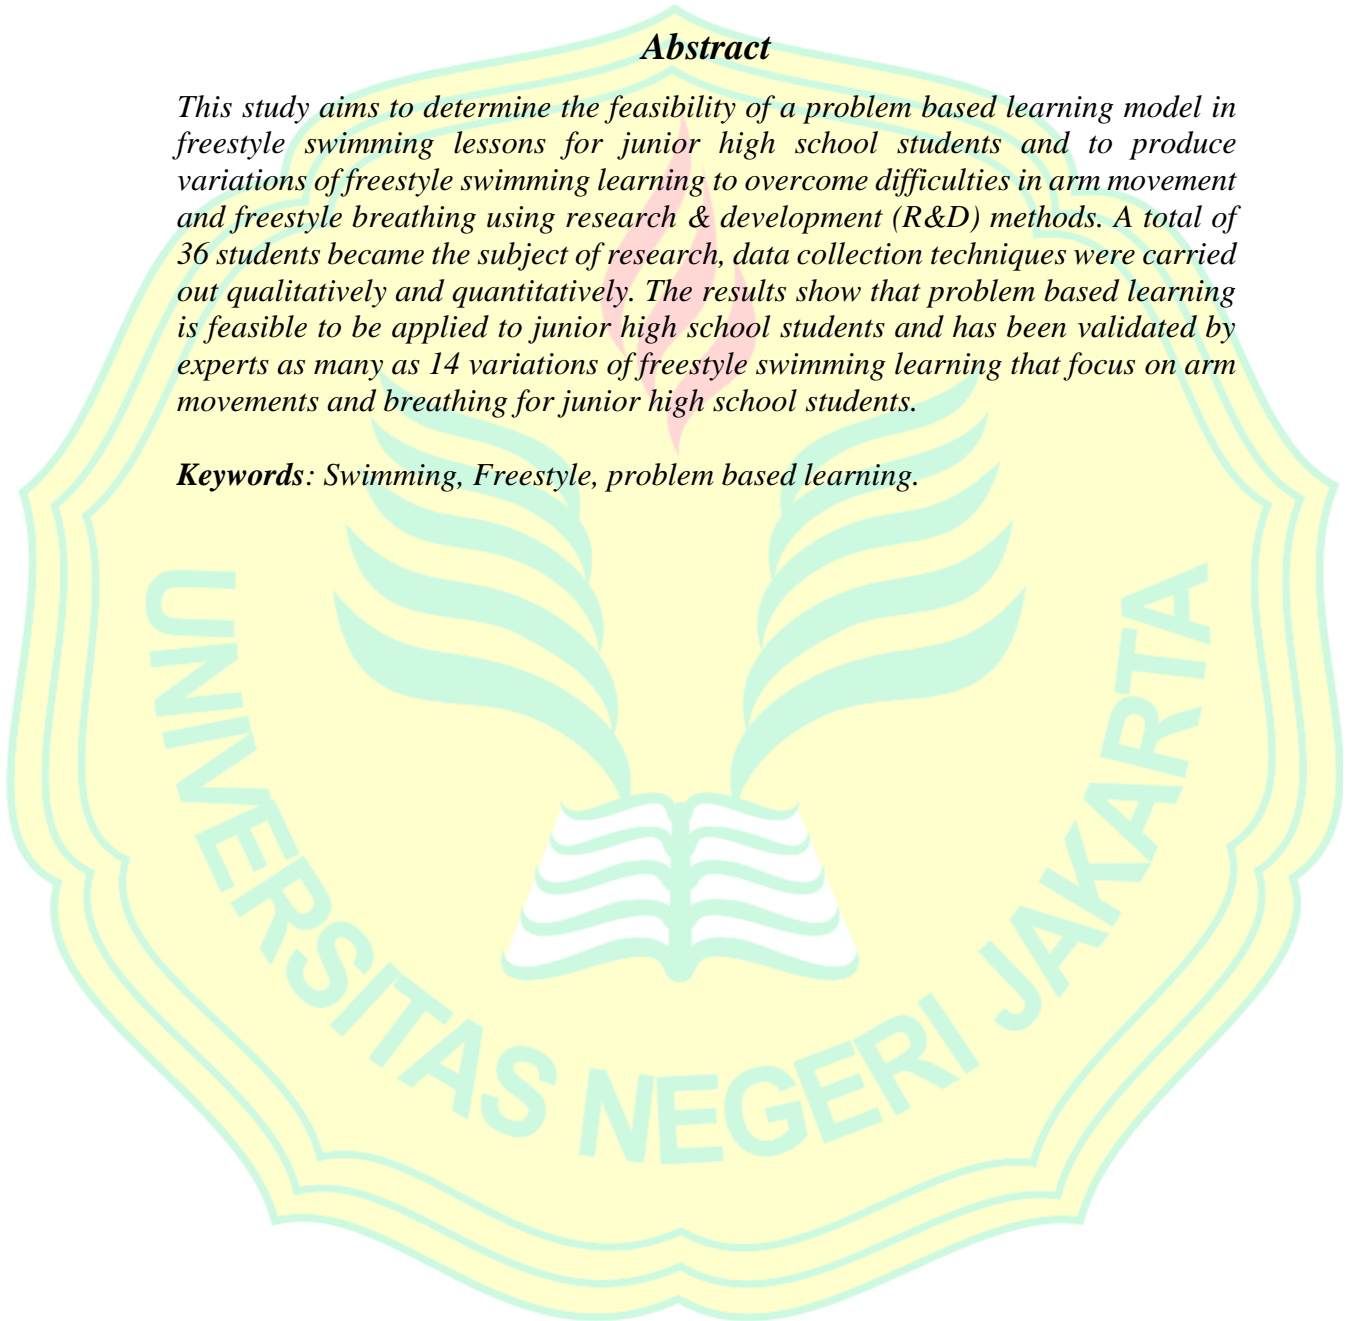 Abstract
This study aims to determine the feasibility of a problem based learning model in
freestyle swimming lessons for junior high school students and to produce
variations of freestyle swimming learning to overcome difficulties in arm movement
and freestyle breathing using research & development (R&D) methods. A total of
36 students became the subject of research, data collection techniques were carried
out qualitatively and quantitatively. The results show that problem based learning
is feasible to be applied to junior high school students and has been validated by
experts as many as 14 variations of freestyle swimming learning that focus on arm
movements and breathing for junior high school students.
Keywords: Swimming, Freestyle, problem based learning.
UNIVERSITAS NEGERI JAKARTA